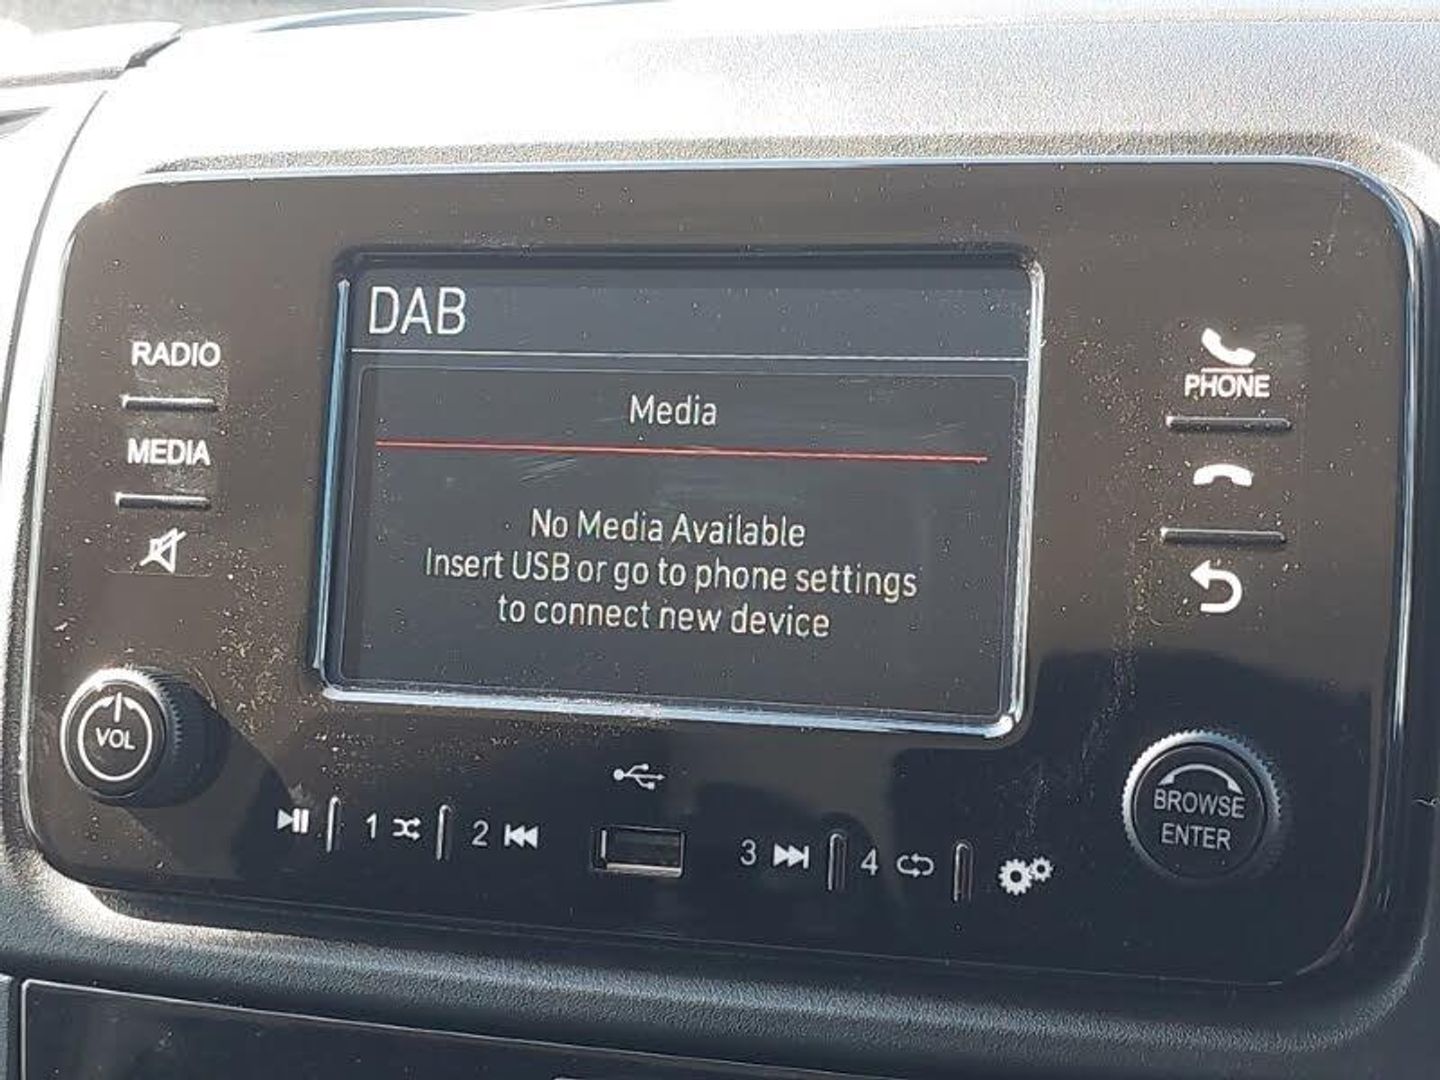 DAB
RADIO
MEDIA
Media
No Media Available
Insert USB or go to phone settings
to connect new device
PHONE
VOL
1
2
3
4
BROWSE
ENTER